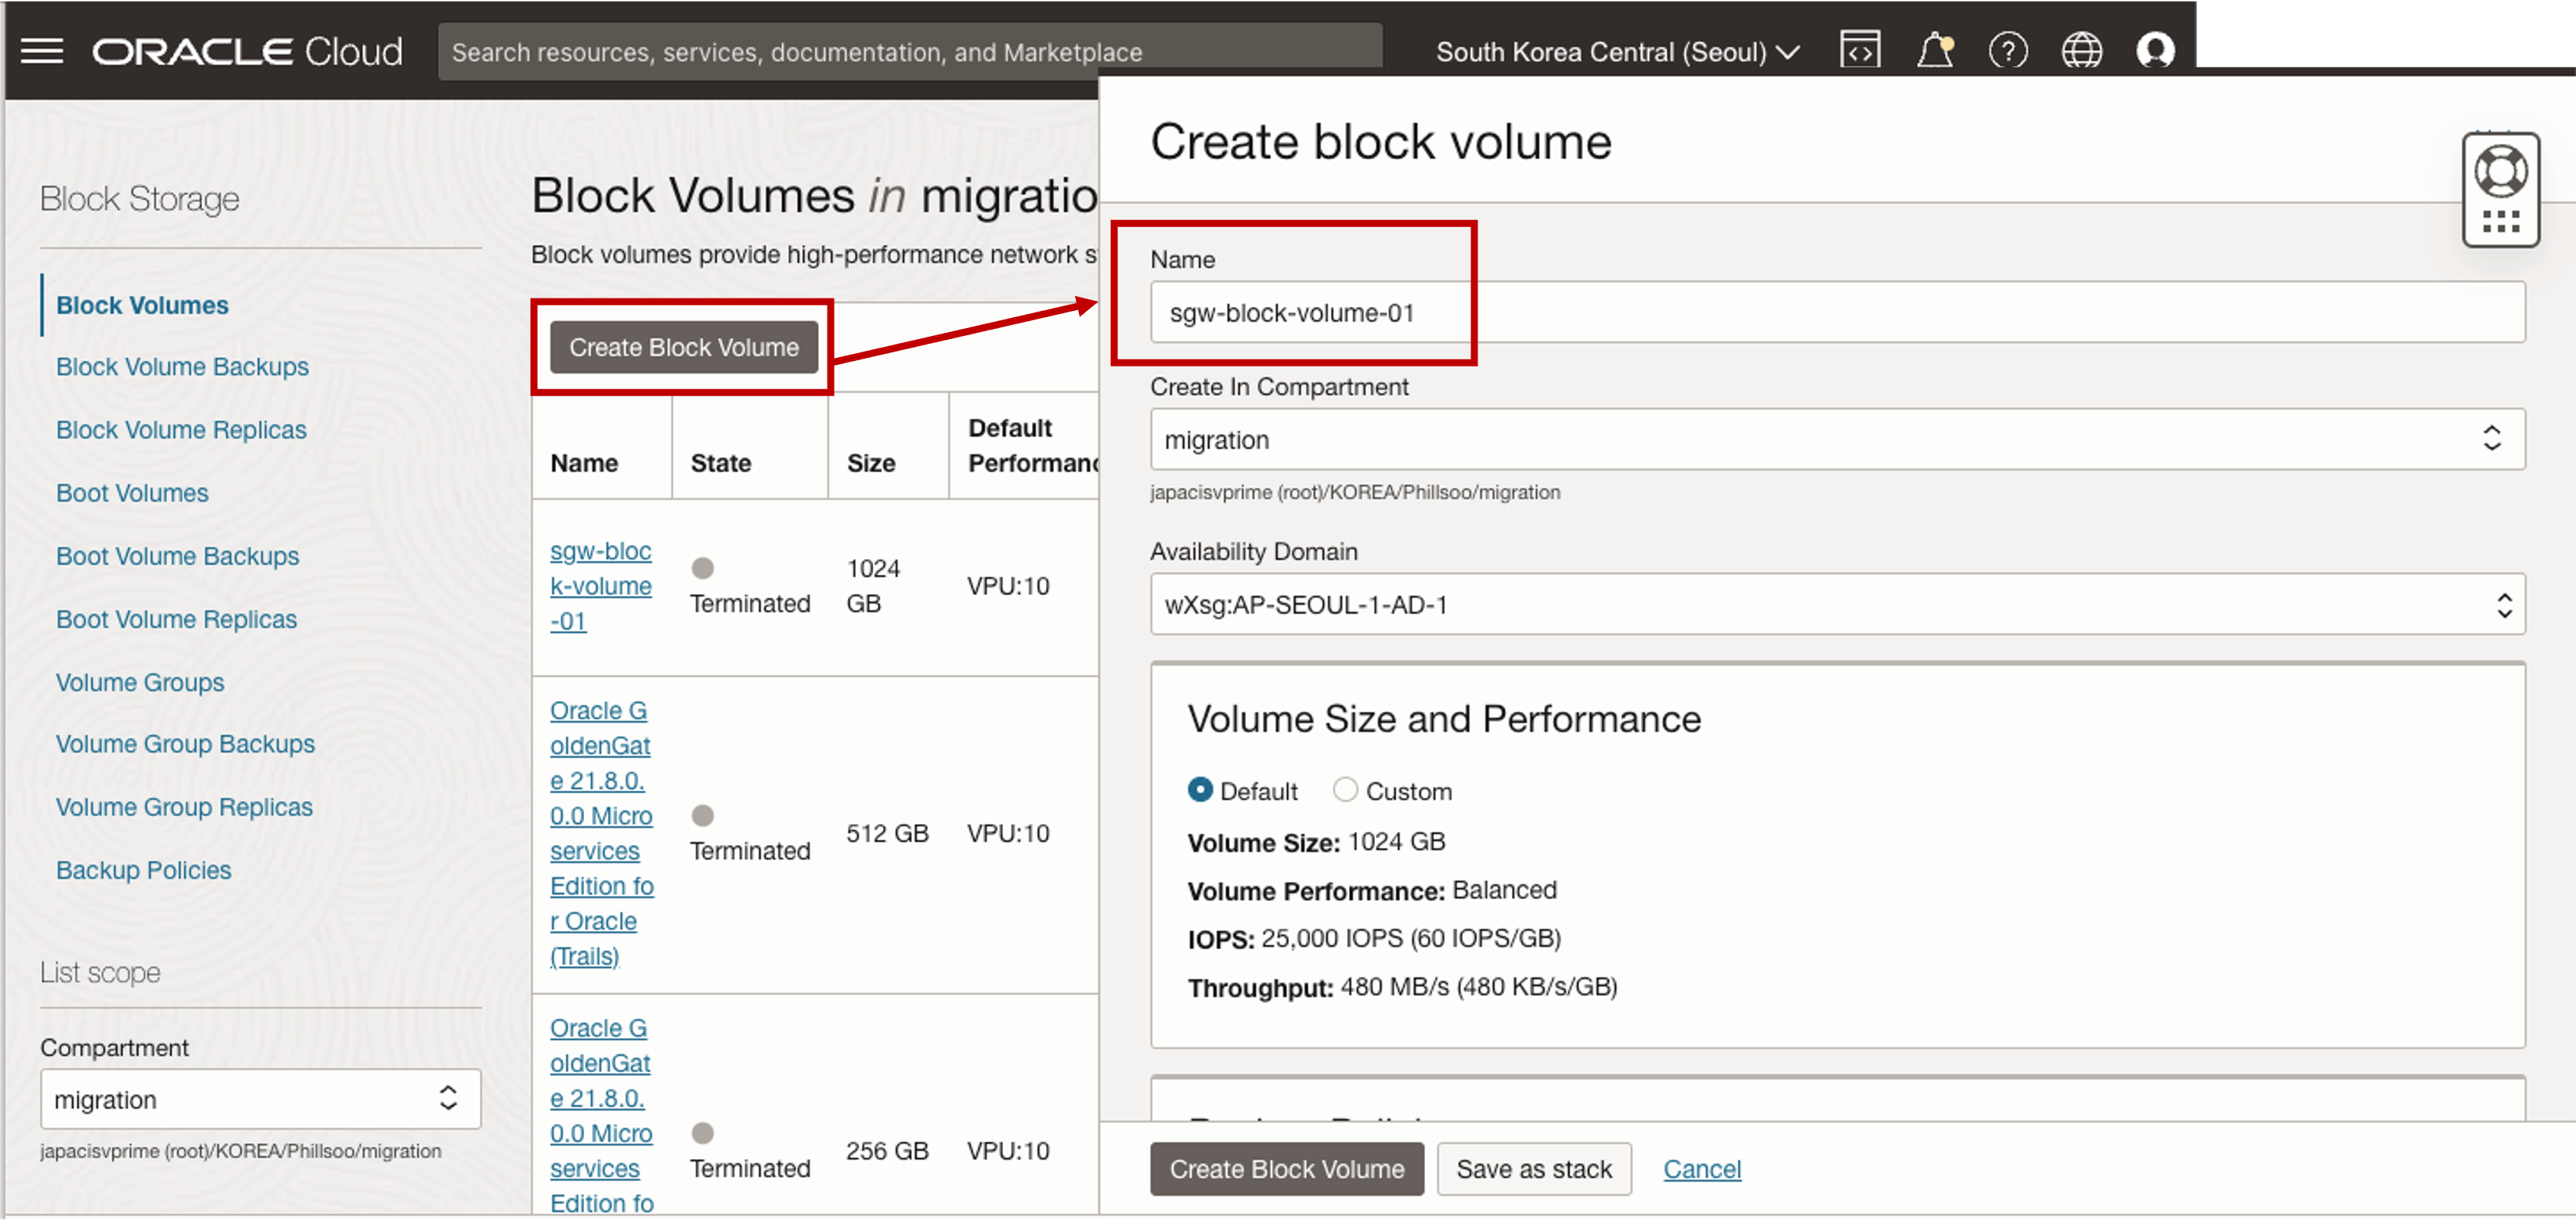 ORACLE Cloud
Search resources, services, documentation, and Marketplace
South Korea Central (Seoul)
Block Storage
Block Volumes
Block Volume Backups
Block Volume Replicas
Boot Volumes
Boot Volume Backups
Boot Volume Replicas
Volume Groups
Volume Group Backups
Volume Group Replicas
Backup Policies
List scope
Compartment
migration
japacisvprime (root)/KOREA/Phillsoo/migration
Block Volumes in migratio
Block volumes provide high-performance network s
Create Block Volume
Name State Size Default Performanc
sgw-bloc
k-volume
-01
Terminated
1024
GB
VPU:10
Oracle G
oldenGat
e 21.8.0.
0.0 Micro
services
Edition fo
r Oracle
(Trails)
Terminated
512 GB
VPU:10
Oracle G
oldenGat
e 21.8.0.
0.0 Micro
services
Edition fo
Terminated
256 GB
VPU:10
Create block volume
Name
sgw-block-volume-01
Create In Compartment
migration
japacisvprime (root)/KOREA/Phillsoo/migration
Availability Domain
wXsg:AP-SEOUL-1-AD-1
Volume Size and Performance
Default Custom
Volume Size: 1024 GB
Volume Performance: Balanced
IOPS: 25,000 IOPS (60 IOPS/GB)
Throughput: 480 MB/s (480 KB/s/GB)
Create Block Volume Save as stack Cancel